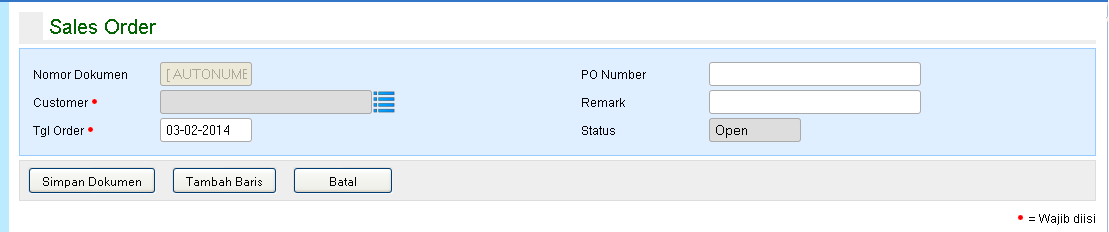 Sales Order
Nomor Dokumen [ AUTONUME PO Number
Customer • Remark
Tgl Order • 03-02-2014 Status Open
Simpan Dokumen Tambah Baris Batal
• = Wajib diisi